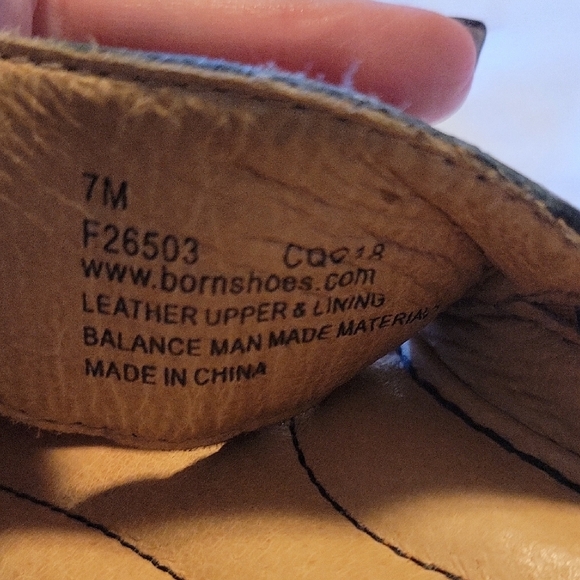 7M
F26503
www.bornshoes.com
LEATHER UPPER & LINING
BALANCE MAN MADE MATERIAL
MADE IN CHINA